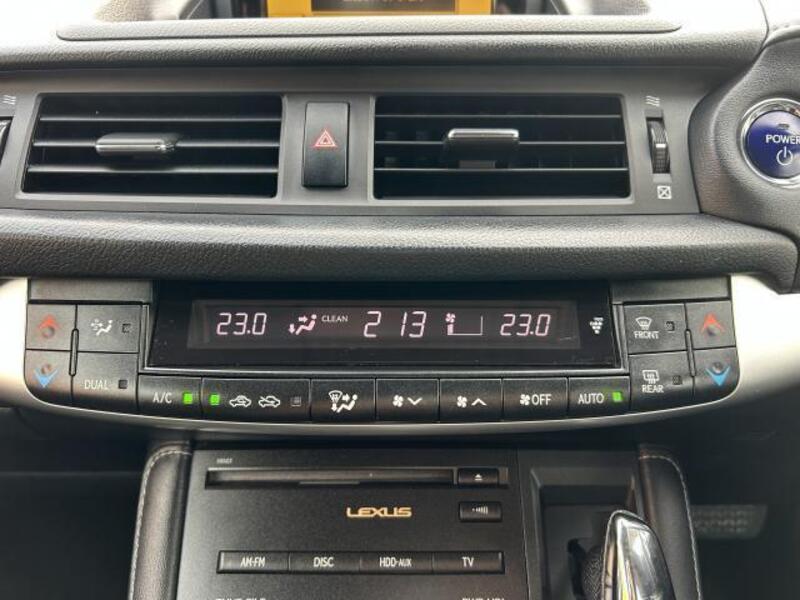 POWER
23.0 CLEAN 2 13 23.0
FRONT
DUAL
A/C
OFF
AUTO
REAR
LEXUS
AM·FM
DISC
HDD·AUX
TV